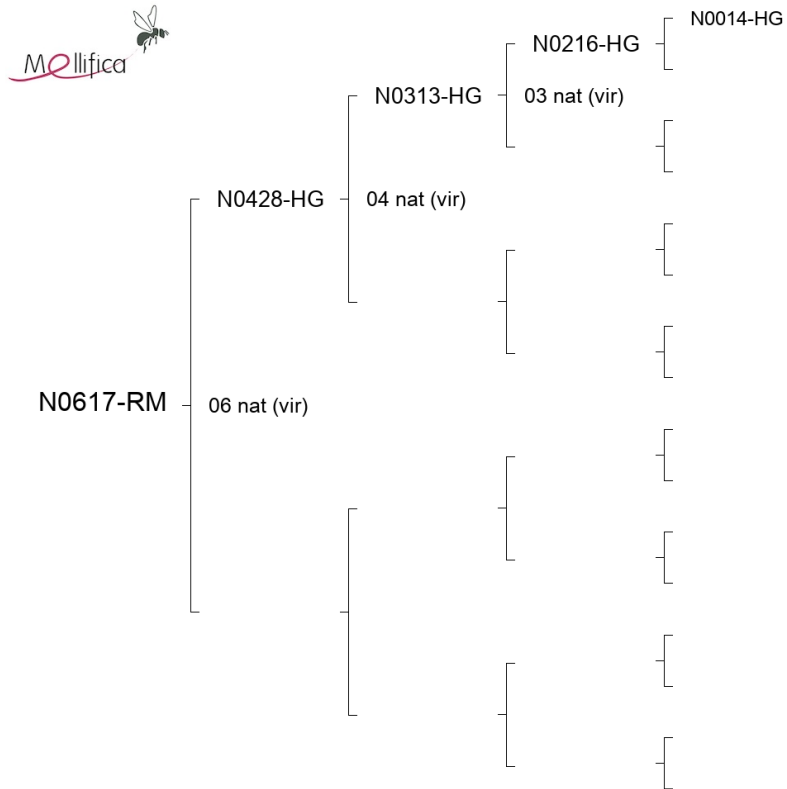 Mellifica
N0014-HG
N0216-HG
N0313-HG
03 nat (vir)
N0428-HG
04 nat (vir)
N0617-RM
06 nat (vir)